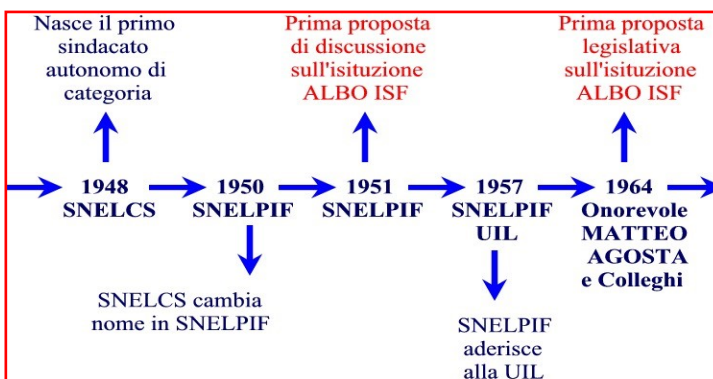 Nasce il primo
sindacato
autonomo di
categoria
Prima proposta
di discussione
sull'isituzione
ALBO ISF
Prima proposta
legislativa
sull'isituzione
ALBO ISF
1948
SNELCS
1950
SNELPIF
1951
SNELPIF
1957
SNELPIF
UIL
1964
Onorevole
MATTEO
AGOSTA
e Colleghi
SNELCS cambia
nome in SNELPIF
SNELPIF
aderisce
alla UIL